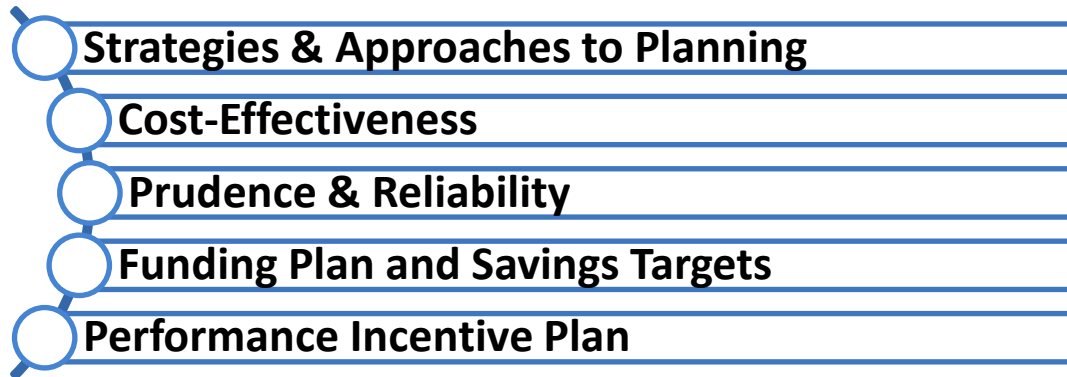 Strategies & Approaches to Planning
Cost-Effectiveness
Prudence & Reliability
Funding Plan and Savings Targets
Performance Incentive Plan